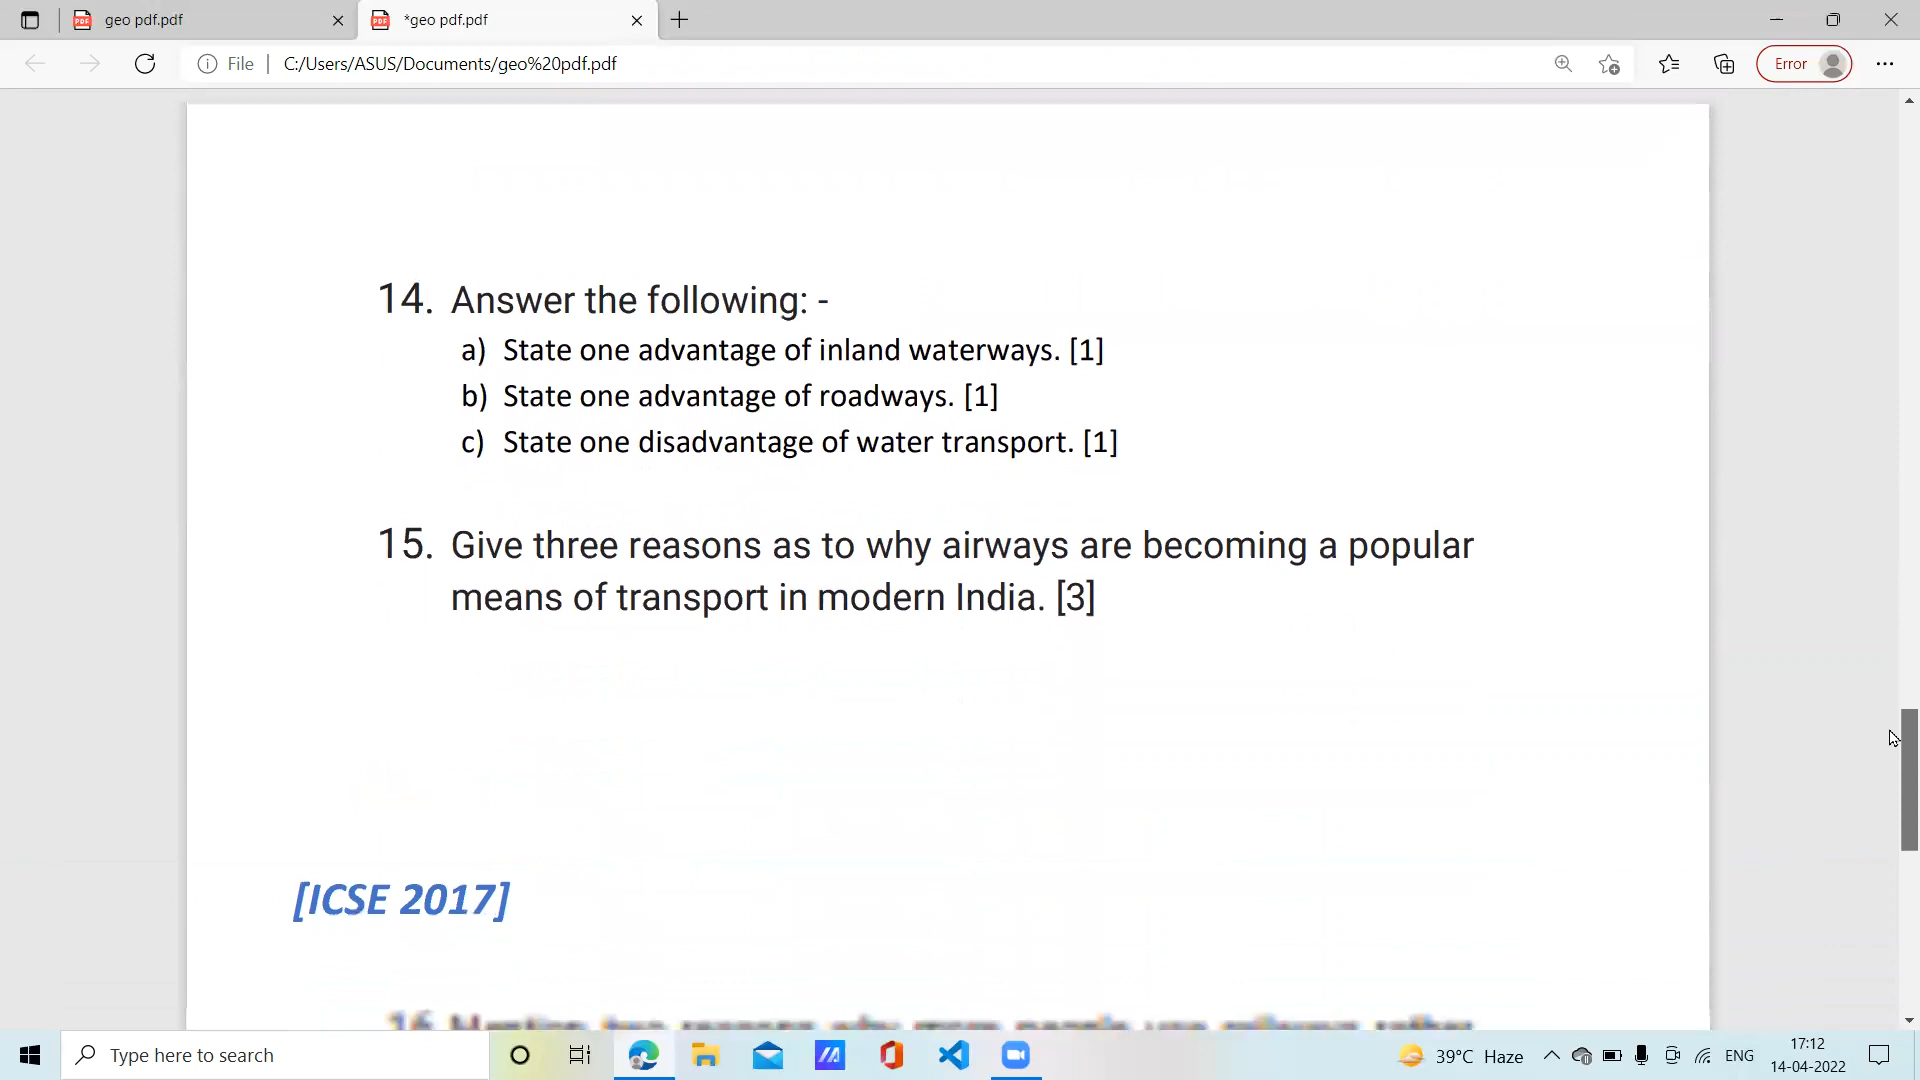 geo pdf.pdf
*geo pdf.pdf
File
C:/Users/ASUS/Documents/geo%20pdf.pdf
Error
14. Answer the following: -
a) State one advantage of inland waterways. [1]
b) State one advantage of roadways. [1]
c) State one disadvantage of water transport. [1]
15. Give three reasons as to why airways are becoming a popular
means of transport in modern India. [3]
[ICSE 2017]
Type here to search
39°C Haze
ENG
17:12
14-04-2022